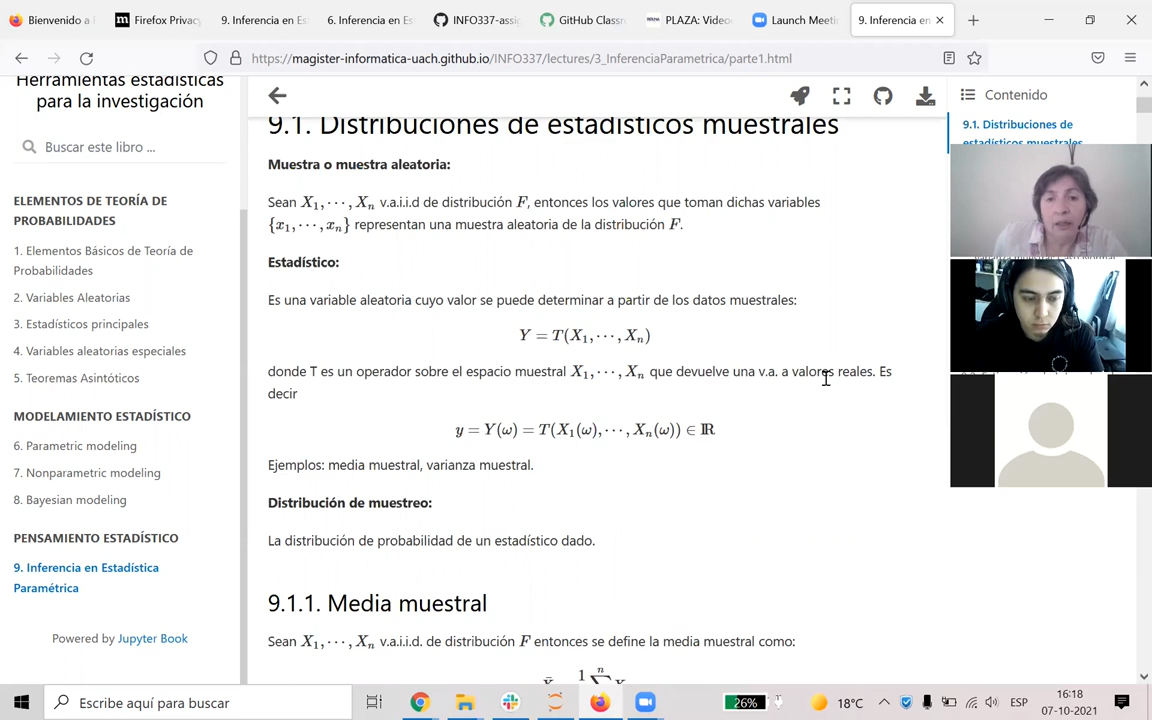 Bienvenido a
Firefox Privac
9. Inferencia en Es
6. Inferencia en Es
INFO337-assig
GitHub Classro
PLAZA: Video
Launch Meeti
9. Inferencia en
https://magister-informatica-uach.github.io/INFO337/lectures/3_InferenciaParametrica/parte1.html
Herramientas estadísticas
para la investigación
Buscar este libro ...
ELEMENTOS DE TEORÍA DE
PROBABILIDADES
1. Elementos Básicos de Teoría de
Probabilidades
2. Variables Aleatorias
3. Estadísticos principales
4. Variables aleatorias especiales
5. Teoremas Asintóticos
MODELAMIENTO ESTADÍSTICO
6. Parametric modeling
7. Nonparametric modeling
8. Bayesian modeling
PENSAMIENTO ESTADÍSTICO
9. Inferencia en Estadística
Paramétrica
Powered by Jupyter Book
9.1. Distribuciones de estadísticos muestrales
Muestra o muestra aleatoria:
Sean X₁, ⋯, Xₙ v.a.i.i.d de distribución F, entonces los valores que toman dichas variables
{x₁, ⋯, xₙ} representan una muestra aleatoria de la distribución F.
Estadístico:
Es una variable aleatoria cuyo valor se puede determinar a partir de los datos muestrales:
Y = T(X₁, ⋯, Xₙ)
donde T es un operador sobre el espacio muestral X₁, ⋯, Xₙ que devuelve una v.a. a valores reales. Es
decir
y = Y(ω) = T(X₁(ω), ⋯, Xₙ(ω)) ∈ ℝ
Ejemplos: media muestral, varianza muestral.
Distribución de muestreo:
La distribución de probabilidad de un estadístico dado.
9.1.1. Media muestral
Sean X₁, ⋯, Xₙ v.a.i.i.d. de distribución F entonces se define la media muestral como:
Contenido
9.1. Distribuciones de
estadísticos muestrales
Escribe aquí para buscar
26%
18°C
ESP
16:18
07-10-2021